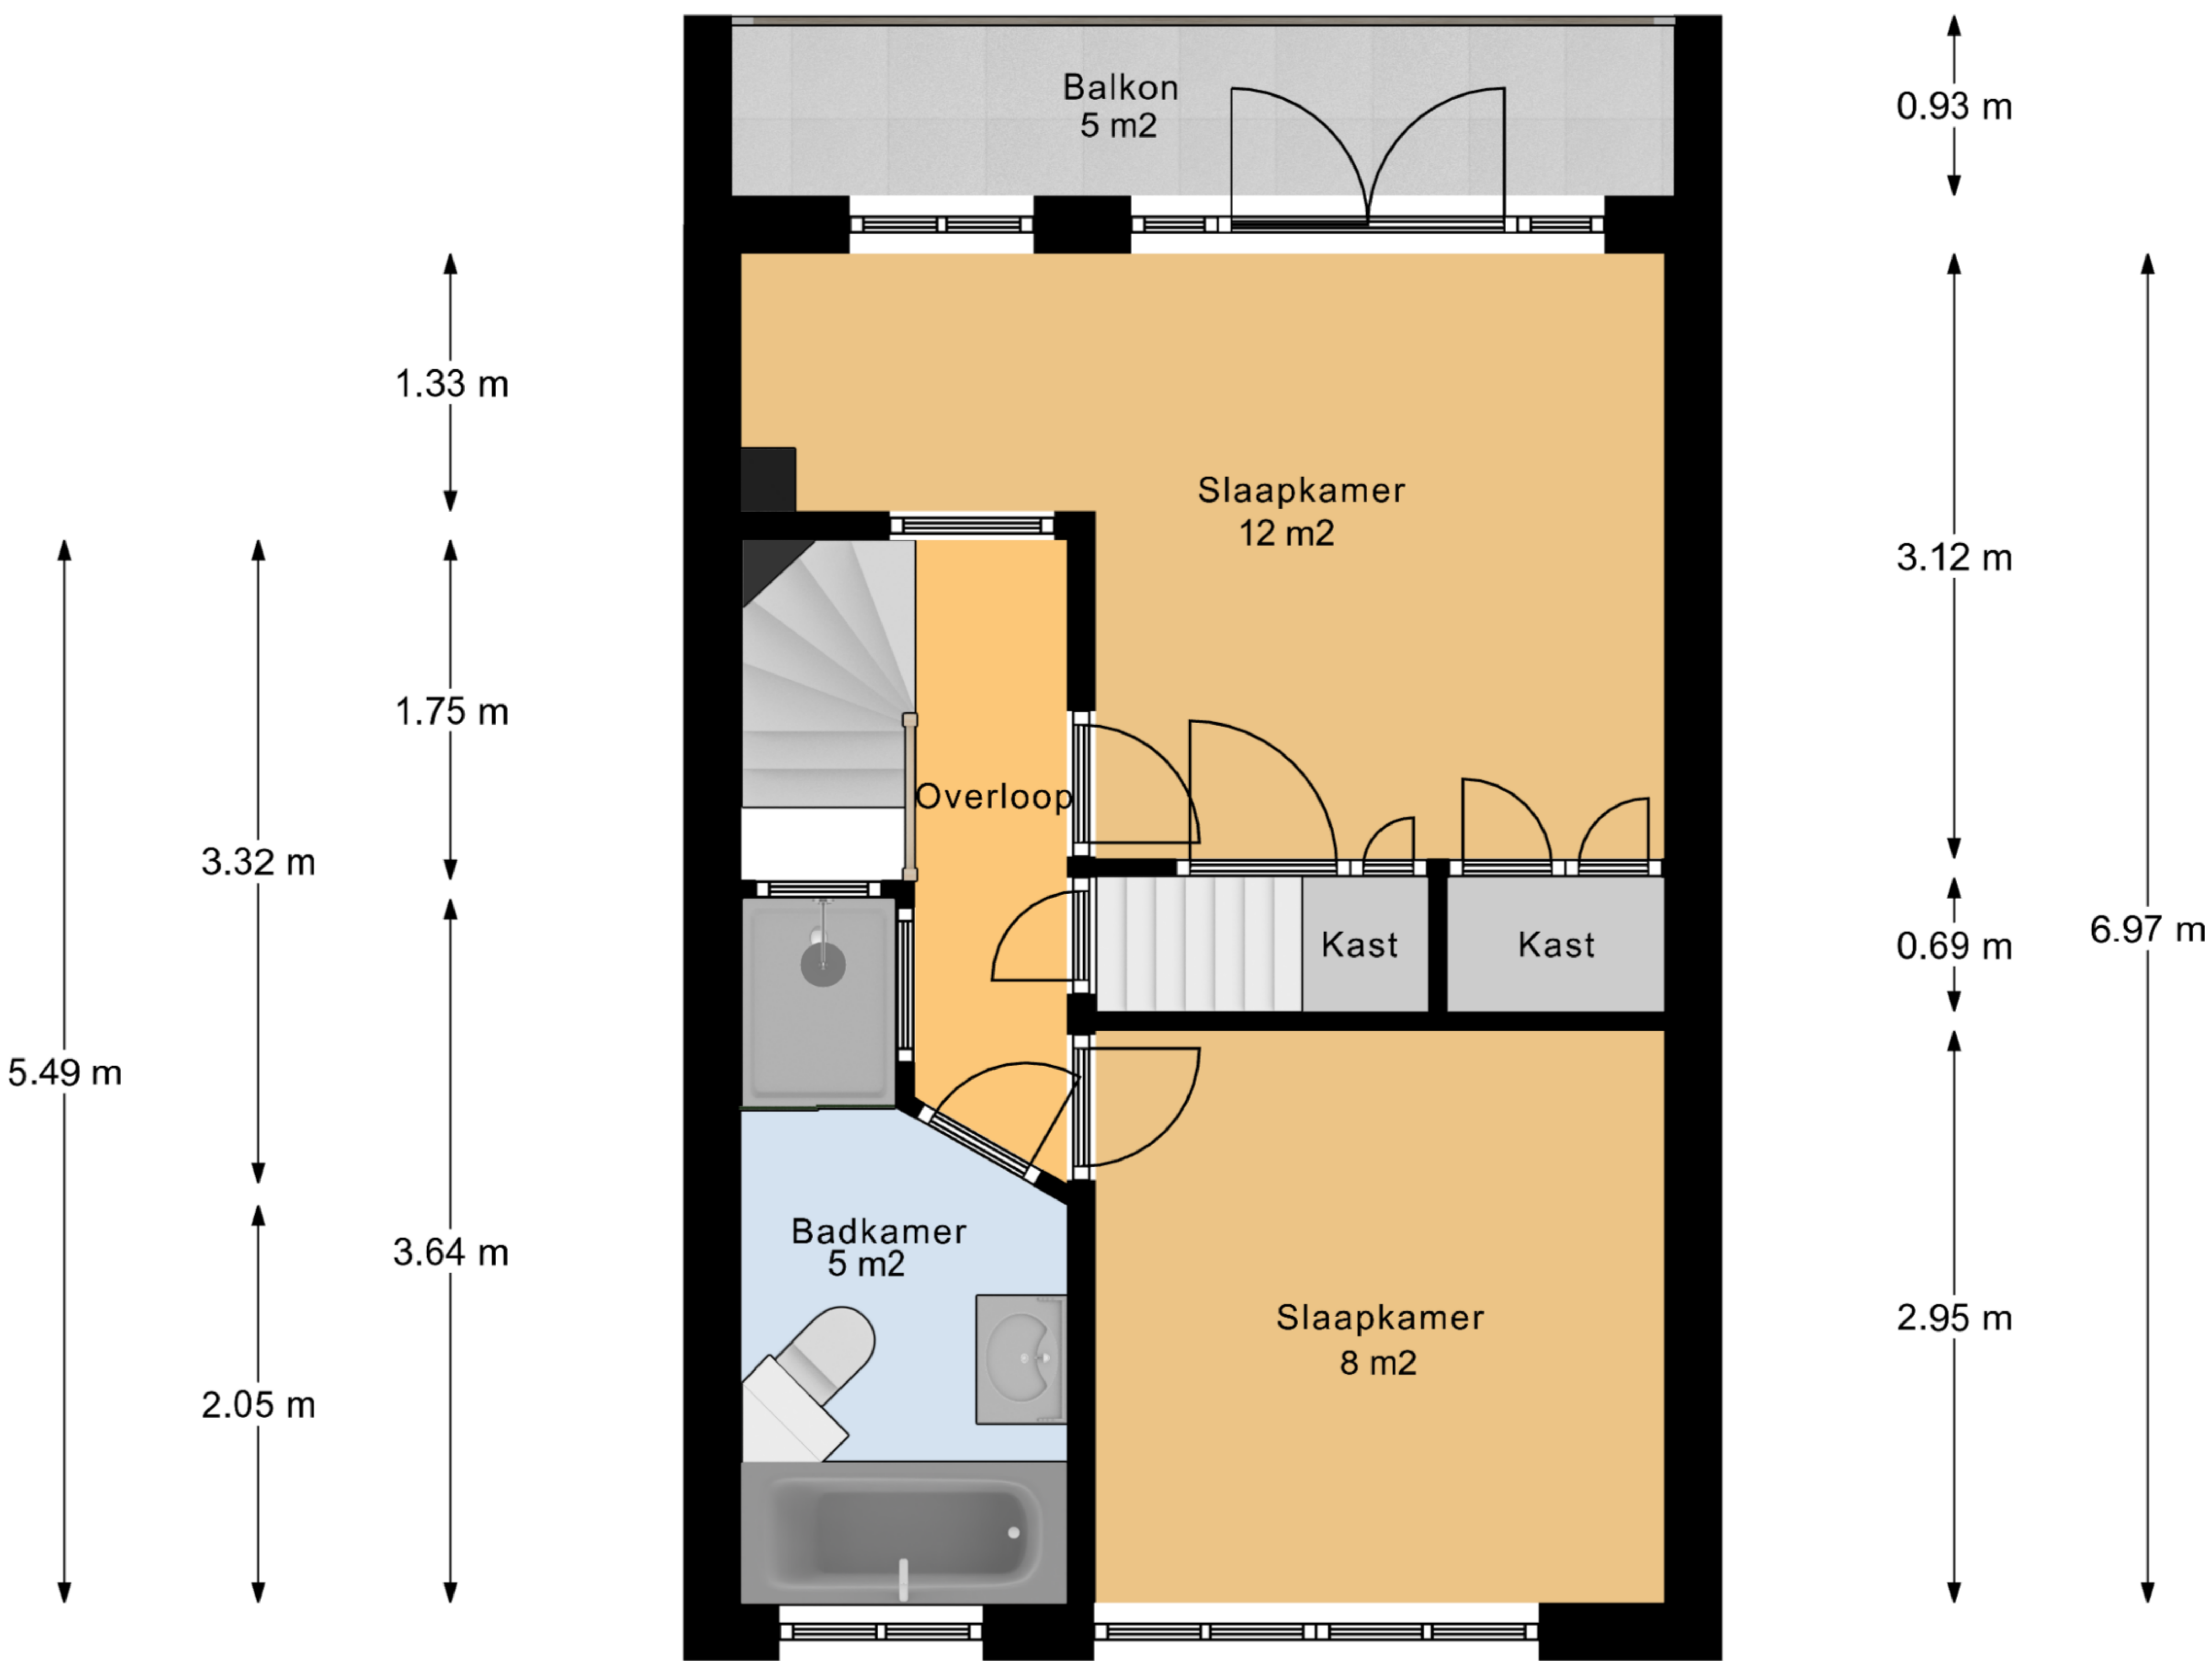 Balkon
5 m2
0.93 m
1.33 m
Slaapkamer
12 m2
3.12 m
1.75 m
Overloop
3.32 m
Kast
Kast
0.69 m
6.97 m
5.49 m
Badkamer
5 m2
3.64 m
Slaapkamer
8 m2
2.95 m
2.05 m